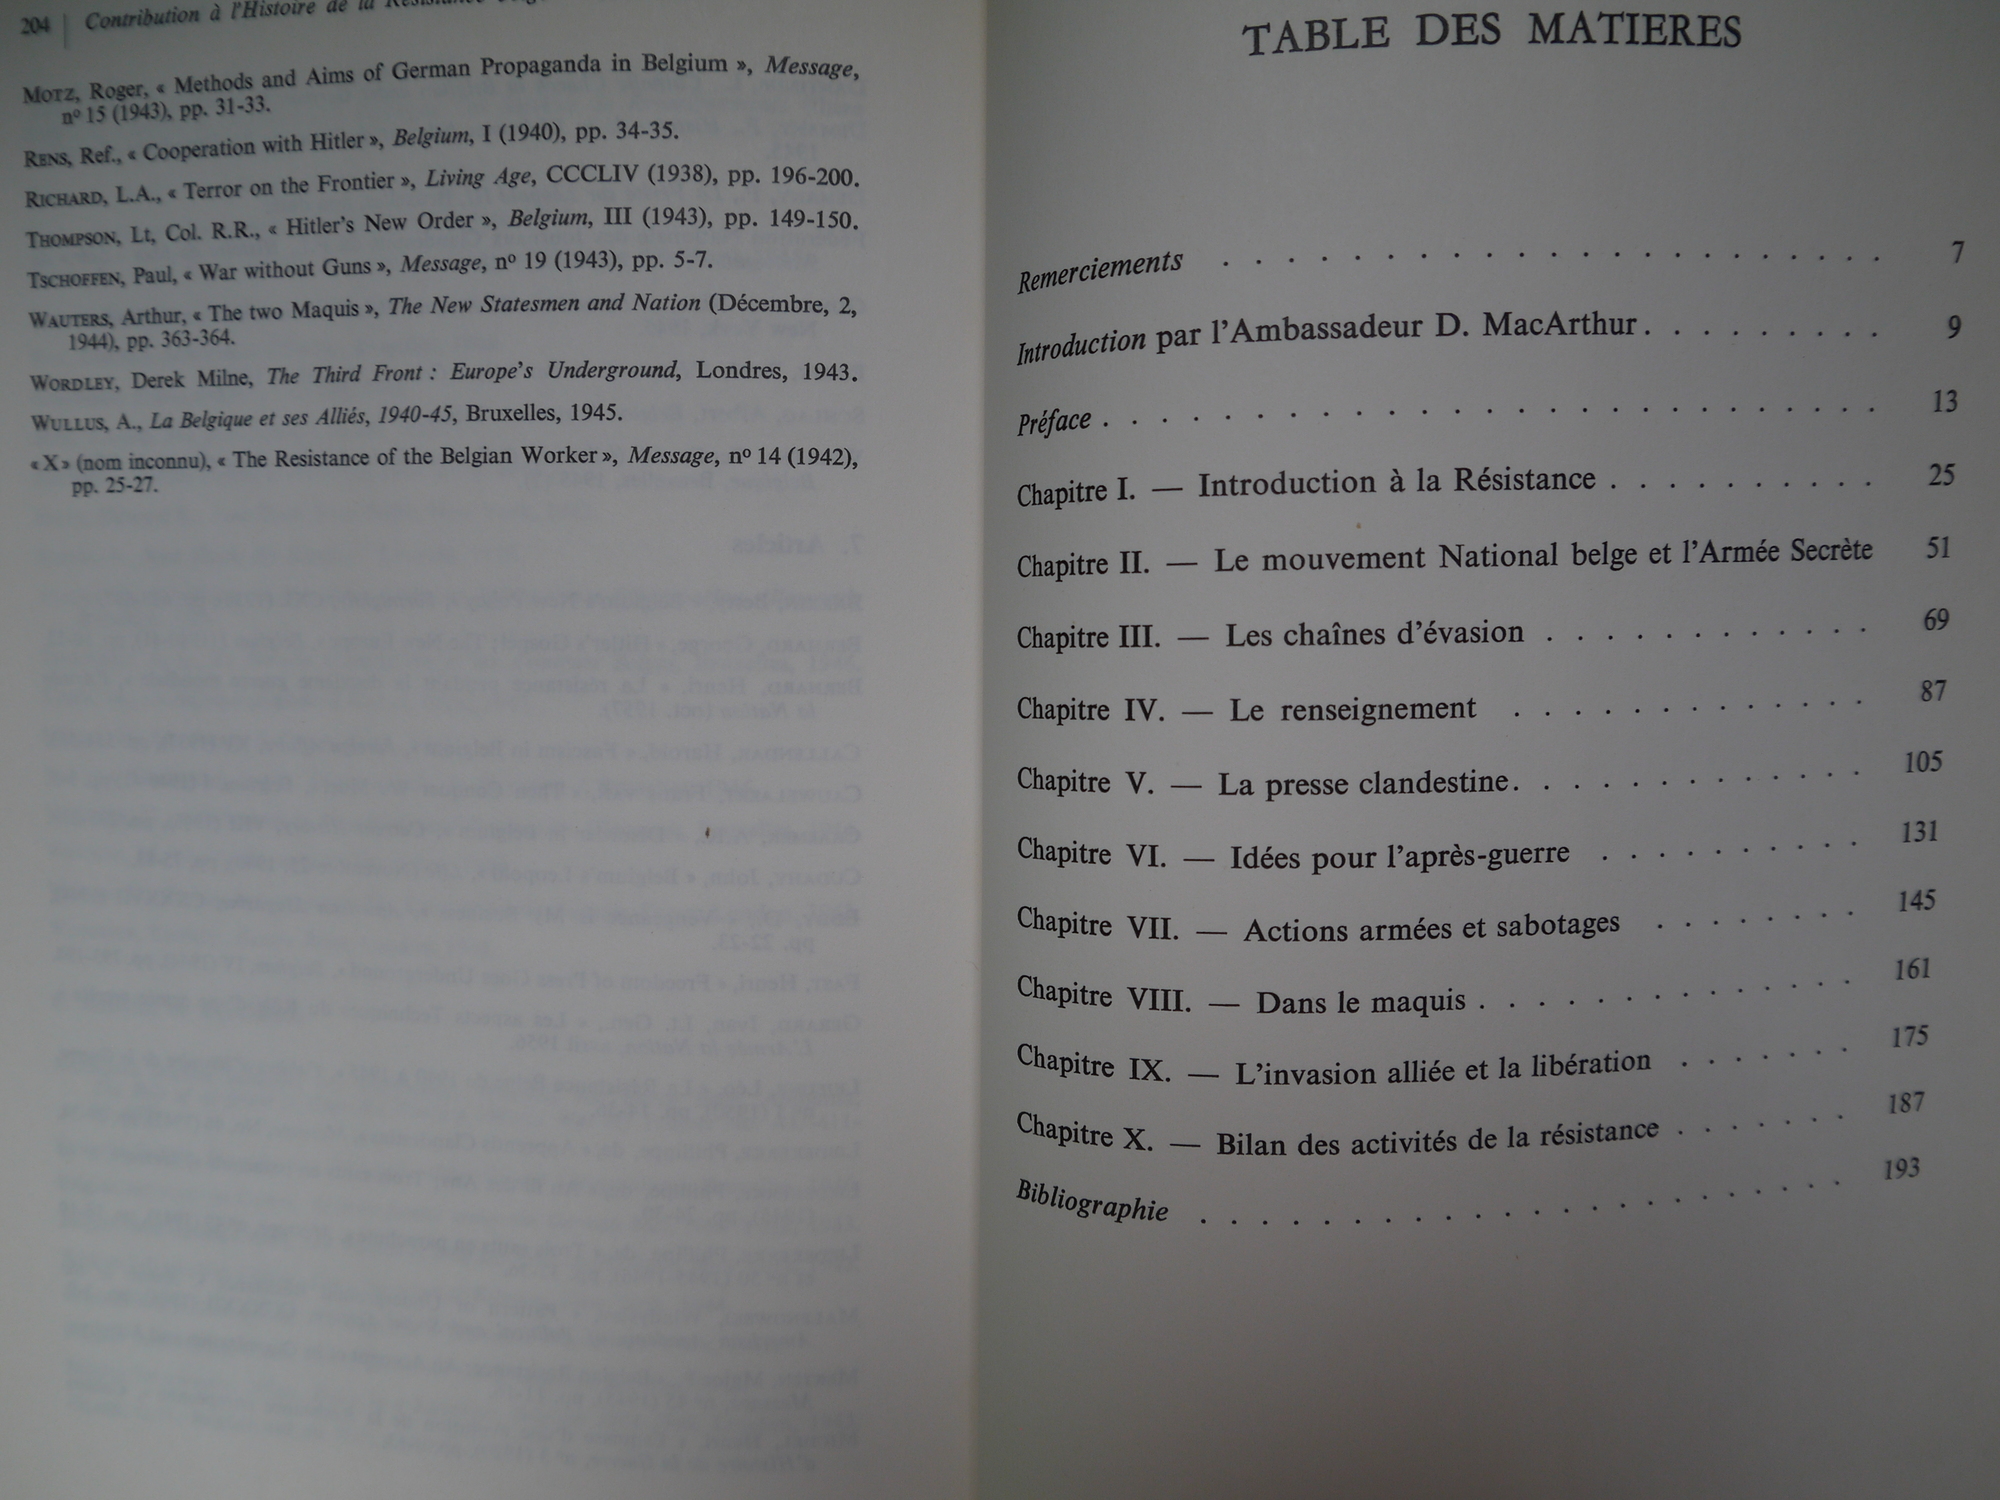 204 | Contribution à l'Histoire de la
Motz, Roger, « Methods and Aims of German Propaganda in Belgium », Message,
nº 15 (1943), pp. 31-33.
Rens, Ref., « Cooperation with Hitler », Belgium, I (1940), pp. 34-35.
Richard, L.A., « Terror on the Frontier », Living Age, CCCLIV (1938), pp. 196-200.
Thompson, Lt, Col. R.R., « Hitler's New Order », Belgium, III (1943), pp. 149-150.
Tschoffen, Paul, « War without Guns », Message, nº 19 (1943), pp. 5-7.
Wauters, Arthur, « The two Maquis », The New Statesmen and Nation (Décembre, 2,
1944), pp. 363-364.
Wordley, Derek Milne, The Third Front : Europe's Underground, Londres, 1943.
Wullus, A., La Belgique et ses Alliés, 1940-45, Bruxelles, 1945.
« X » (nom inconnu), « The Resistance of the Belgian Worker », Message, nº 14 (1942),
pp. 25-27.
TABLE DES MATIERES
Remerciements . . . . . . . . . . . . . . . . . . . . . . 7
Introduction par l'Ambassadeur D. MacArthur . . . . . . . . 9
Préface . . . . . . . . . . . . . . . . . . . . . . . . . 13
Chapitre I. — Introduction à la Résistance . . . . . . . . . 25
Chapitre II. — Le mouvement National belge et l'Armée Secrète 51
Chapitre III. — Les chaînes d'évasion . . . . . . . . . . . 69
Chapitre IV. — Le renseignement . . . . . . . . . . . . 87
Chapitre V. — La presse clandestine . . . . . . . . . . . . 105
Chapitre VI. — Idées pour l'après-guerre . . . . . . . . . 131
Chapitre VII. — Actions armées et sabotages . . . . . . . . 145
Chapitre VIII. — Dans le maquis . . . . . . . . . . . . . 161
Chapitre IX. — L'invasion alliée et la libération . . . . . . . 175
Chapitre X. — Bilan des activités de la résistance . . . . . . . 187
Bibliographie . . . . . . . . . . . . . . . . . . . . . . 193